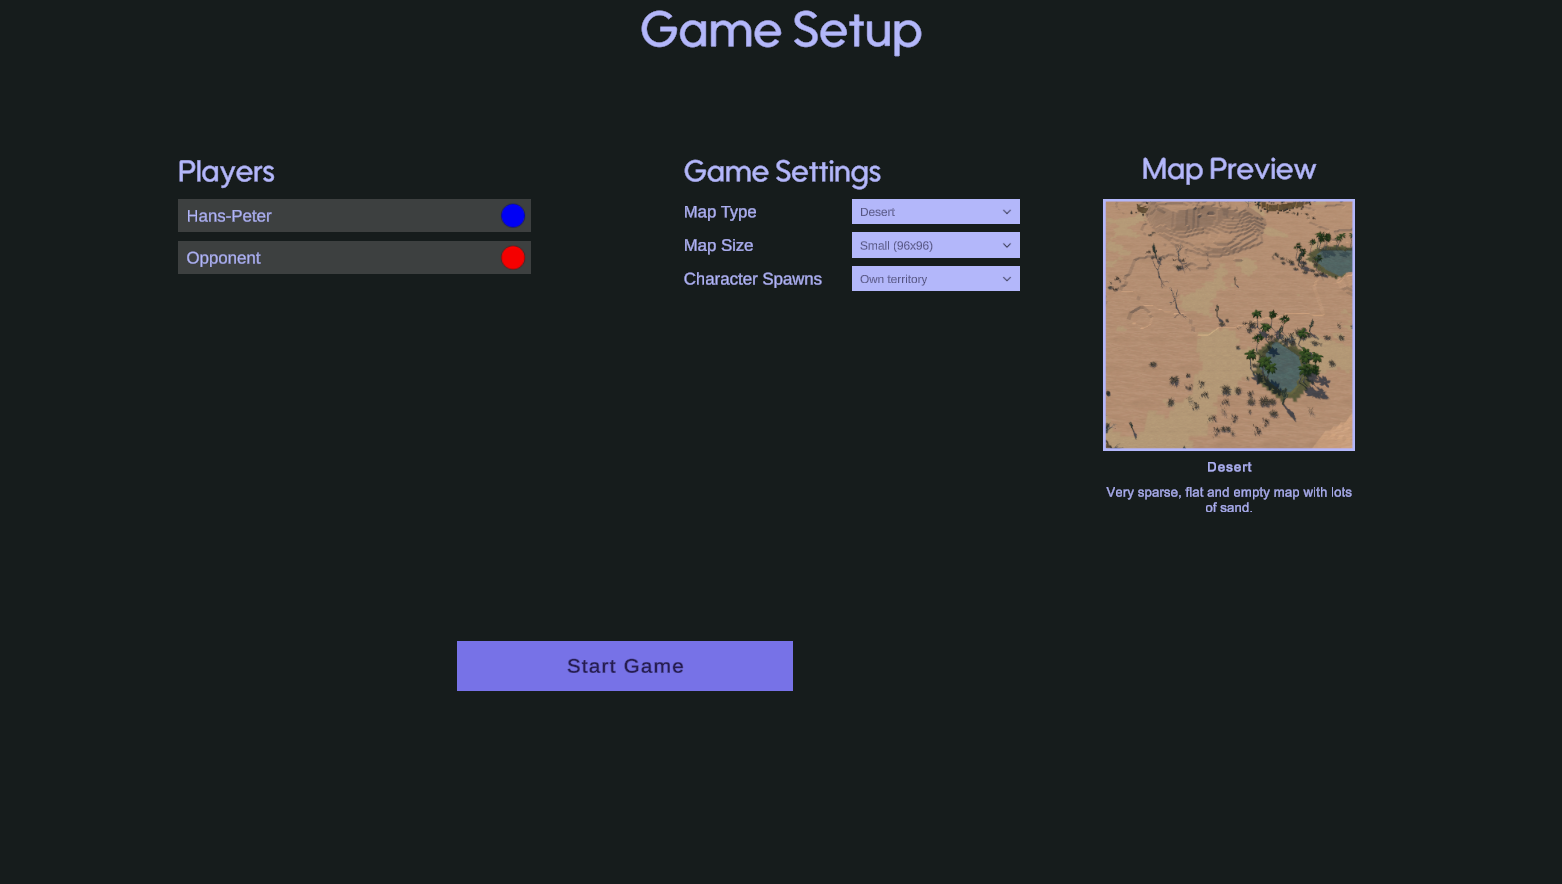 Game Setup
Players
Hans-Peter
Opponent
Game Settings
Map Type
Desert
Map Size
Small (96x96)
Character Spawns
Own territory
Map Preview
Desert
Very sparse, flat and empty map with lots
of sand.
Start Game